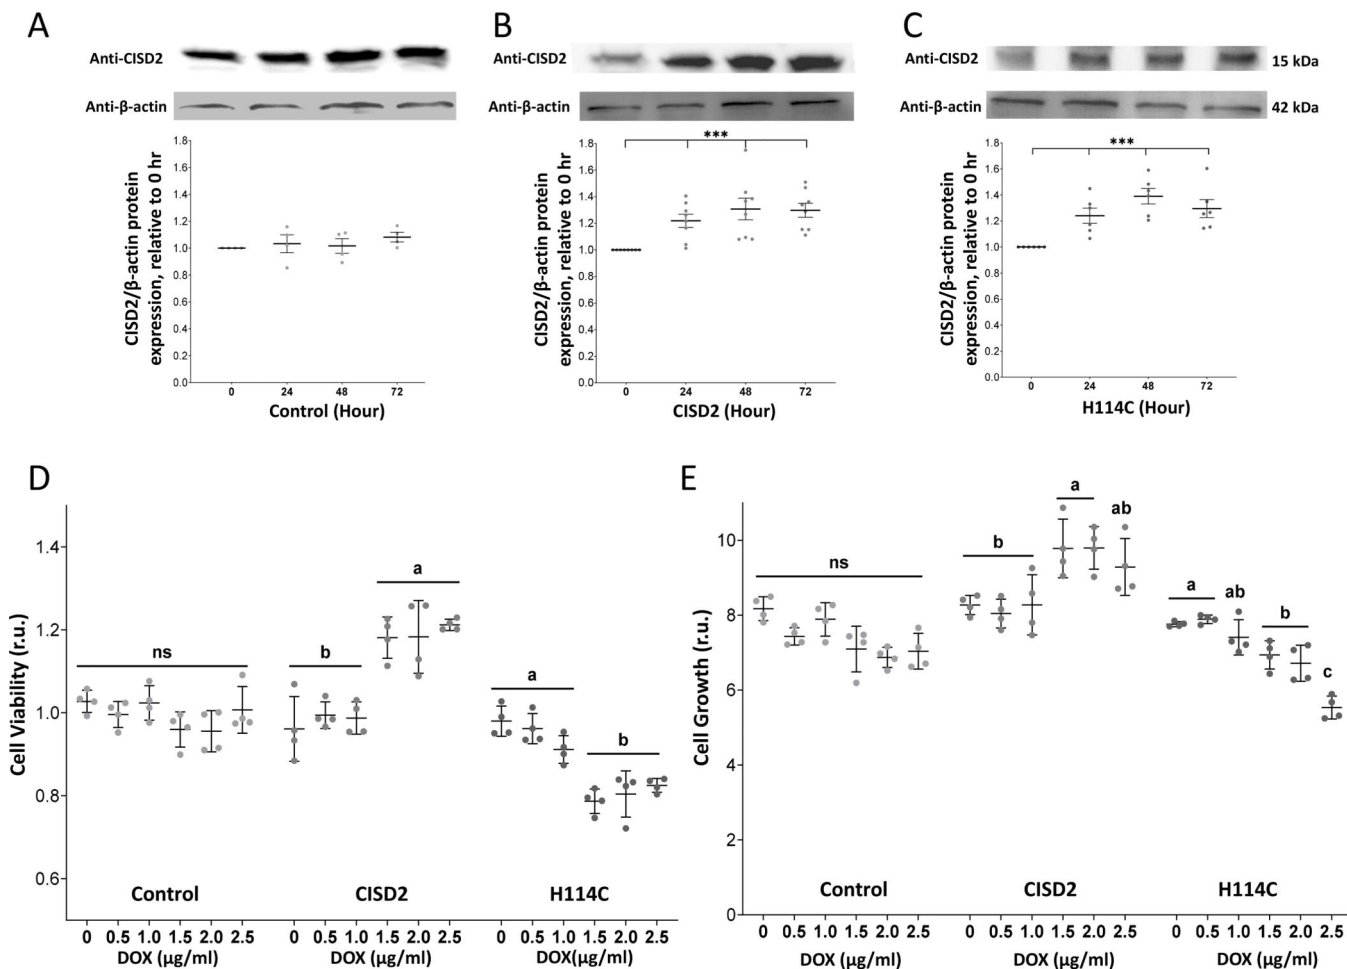 A
Anti-CISD2
Anti-β-actin
CISD2/β-actin protein
expression, relative to 0 hr
1.8
1.6
1.4
1.2
1.0
0.8
0.6
0.4
0.2
0.0
0 24 48 72
Control (Hour)
B
Anti-CISD2
Anti-β-actin
***
CISD2/β-actin protein
expression, relative to 0 hr
1.8
1.6
1.4
1.2
1.0
0.8
0.6
0.4
0.2
0.0
0 24 48 72
CISD2 (Hour)
C
Anti-CISD2 15 kDa
Anti-β-actin 42 kDa
***
CISD2/β-actin protein
expression, relative to 0 hr
1.8
1.6
1.4
1.2
1.0
0.8
0.6
0.4
0.2
0.0
0 24 48 72
H114C (Hour)
D
Cell Viability (r.u.)
1.4
1.2
1.0
0.8
0.6
ns b a a b
Control CISD2 H114C
0 0.5 1.0 1.5 2.0 2.5 0 0.5 1.0 1.5 2.0 2.5 0 0.5 1.0 1.5 2.0 2.5
DOX (μg/ml) DOX (μg/ml) DOX(μg/ml)
E
Cell Growth (r.u.)
10
8
6
4
2
0
ns b a ab a ab b c
Control CISD2 H114C
0 0.5 1.0 1.5 2.0 2.5 0 0.5 1.0 1.5 2.0 2.5 0 0.5 1.0 1.5 2.0 2.5
DOX (μg/ml) DOX (μg/ml) DOX (μg/ml)